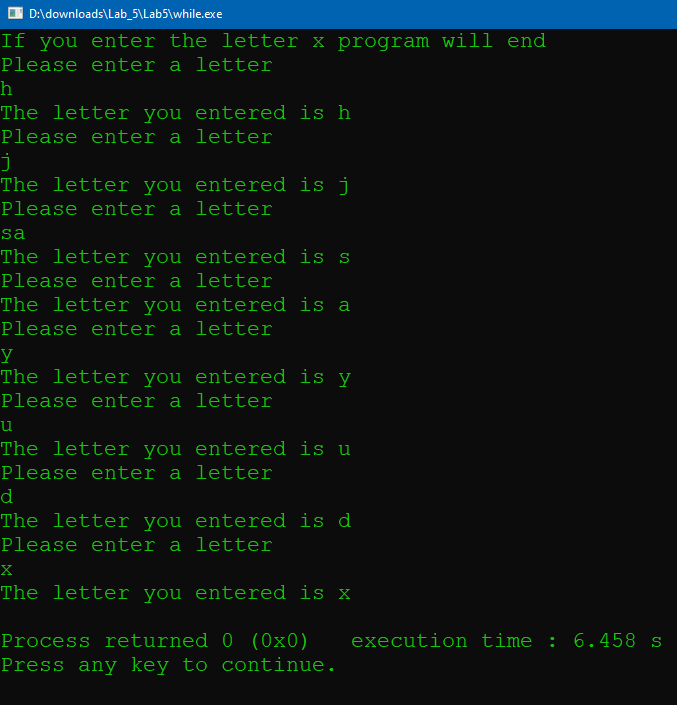 D:\downloads\Lab_5\Lab5\while.exe
If you enter the letter x program will end
Please enter a letter
h
The letter you entered is h
Please enter a letter
j
The letter you entered is j
Please enter a letter
sa
The letter you entered is s
Please enter a letter
The letter you entered is a
Please enter a letter
y
The letter you entered is y
Please enter a letter
u
The letter you entered is u
Please enter a letter
d
The letter you entered is d
Please enter a letter
x
The letter you entered is x
Process returned 0 (0x0)   execution time : 6.458 s
Press any key to continue.